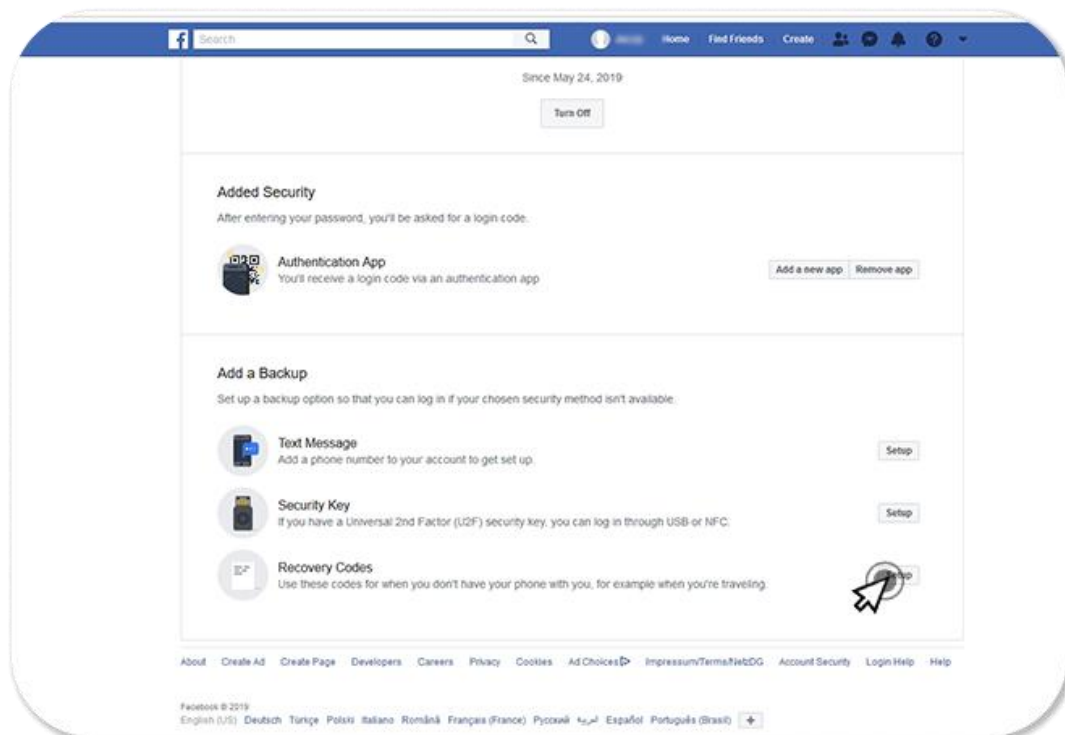 f Search Home Find Friends Create
Since May 24, 2019
Turn Off
Added Security
After entering your password, you'll be asked for a login code.
Authentication App
You'll receive a login code via an authentication app
Add a new app Remove app
Add a Backup
Set up a backup option so that you can log in if your chosen security method isn't available.
Text Message
Add a phone number to your account to get set up.
Setup
Security Key
If you have a Universal 2nd Factor (U2F) security key, you can log in through USB or NFC.
Setup
Recovery Codes
Use these codes for when you don't have your phone with you, for example when you're traveling.
About Create Ad Create Page Developers Careers Privacy Cookies Ad Choices Impressum/Terms/NetzDG Account Security Login Help Help
Facebook © 2019
English (US) Deutsch Türkçe Polski Italiano Română Français (France) Русский العربية Español Português (Brasil) +